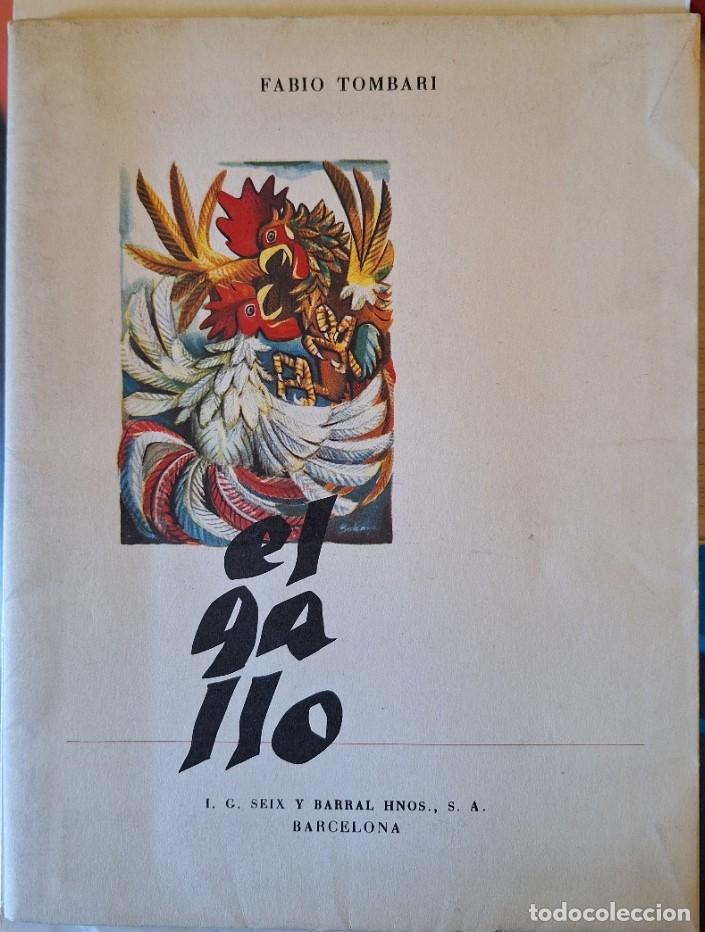 FABIO TOMBARI
el
ga
llo
I. G. SEIX Y BARRAL HNOS., S. A.
BARCELONA
todocoleccion